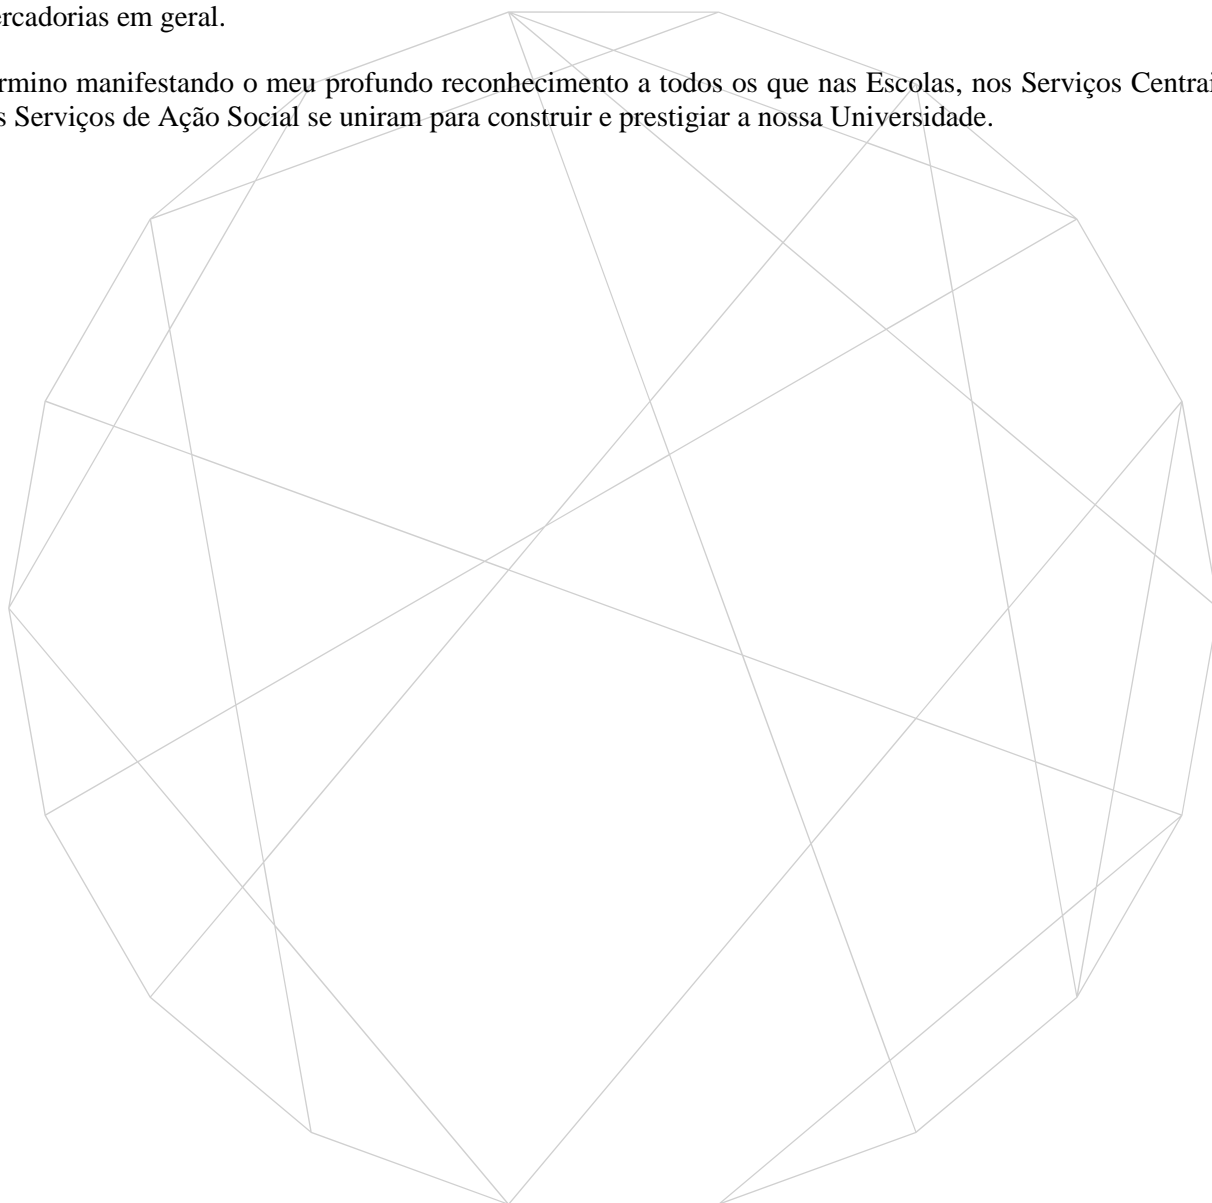 ercadorias em geral.
rmino manifestando o meu profundo reconhecimento a todos os que nas Escolas, nos Serviços Centrai
s Serviços de Ação Social se uniram para construir e prestigiar a nossa Universidade.